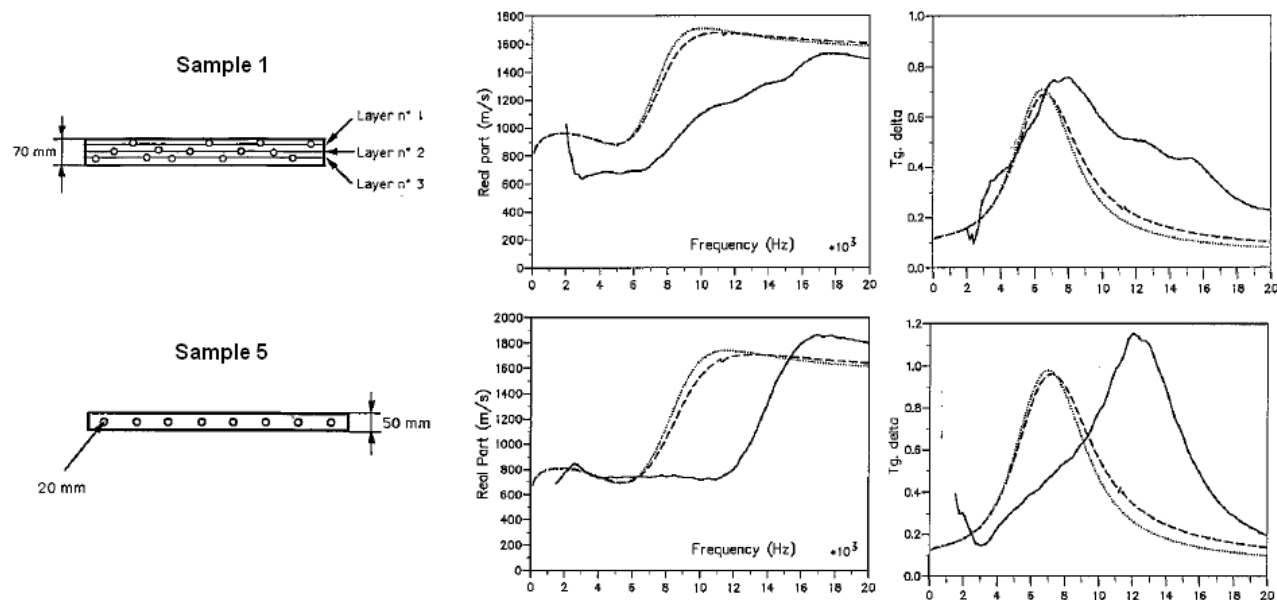 Sample 1
Layer n° 1
Layer n° 2
Layer n° 3
70 mm
Real part (m/s)
1800
1600
1400
1200
1000
800
600
400
200
0
Frequency (Hz) *10³
0 2 4 6 8 10 12 14 16 18 20
Tg. delta
1.0
0.8
0.6
0.4
0.2
0.0
0 2 4 6 8 10 12 14 16 18 20
Sample 5
50 mm
20 mm
Real Part (m/s)
2000
1800
1600
1400
1200
1000
800
600
400
200
0
Frequency (Hz) *10³
0 2 4 6 8 10 12 14 16 18 20
Tg. delta
1.2
1.0
0.8
0.6
0.4
0.2
0.0
0 2 4 6 8 10 12 14 16 18 20